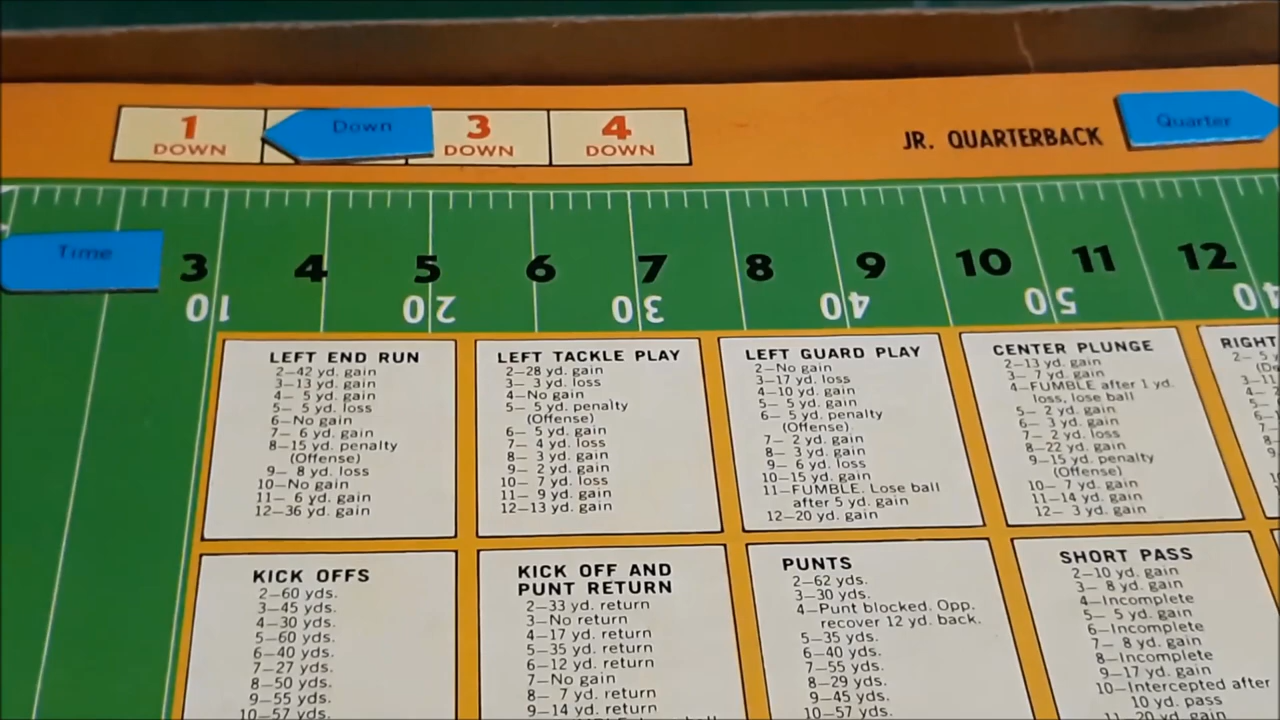 1 DOWN
Down
3 DOWN
4 DOWN
JR. QUARTERBACK
Quarter
Time
3 4 5 6 7 8 9 10 11 12
10 20 30 40 50 4
LEFT END RUN
2—42 yd. gain
3—13 yd. gain
4— 5 yd. gain
5— 5 yd. loss
6—No gain
7— 6 yd. gain
8—15 yd. penalty
(Offense)
9— 8 yd. loss
10—No gain
11— 6 yd. gain
12—36 yd. gain
LEFT TACKLE PLAY
2—28 yd. gain
3— 3 yd. loss
4—No gain
5— 5 yd. penalty
(Offense)
6— 5 yd. gain
7— 4 yd. loss
8— 3 yd. gain
9— 2 yd. gain
10— 7 yd. loss
11— 9 yd. gain
12—13 yd. gain
LEFT GUARD PLAY
2—No gain
3—17 yd. loss
4—10 yd. gain
5— 5 yd. gain
6— 5 yd. penalty
(Offense)
7— 2 yd. gain
8— 3 yd. gain
9— 6 yd. loss
10—15 yd. gain
11—FUMBLE. Lose ball
after 5 yd. gain
12—20 yd. gain
CENTER PLUNGE
2—13 yd. gain
3— 7 yd. gain
4—FUMBLE after 1 yd.
loss, lose ball
5— 2 yd. gain
6— 3 yd. gain
7— 2 yd. loss
8—22 yd. gain
9—15 yd. penalty
(Offense)
10— 7 yd. gain
11—14 yd. gain
12— 3 yd. gain
RIGHT
2— 5
3—11
4—
5—
6—
7—
8—
9
KICK OFFS
2—60 yds.
3—45 yds.
4—30 yds.
5—60 yds.
6—40 yds.
7—27 yds.
8—50 yds.
9—55 yds.
10—57 yds.
KICK OFF AND
PUNT RETURN
2—33 yd. return
3—No return
4—17 yd. return
5—35 yd. return
6—12 yd. return
7—No gain
8— 7 yd. return
9—14 yd. return
PUNTS
2—62 yds.
3—30 yds.
4—Punt blocked. Opp.
recover 12 yd. back.
5—35 yds.
6—40 yds.
7—55 yds.
8—29 yds.
9—45 yds.
10—57 yds.
SHORT PASS
2—10 yd. gain
3— 8 yd. gain
4—Incomplete
5— 5 yd. gain
6—Incomplete
7— 8 yd. gain
8—Incomplete
9—17 yd. gain
10—Intercepted after
10 yd. pass
11—20 yd. gain